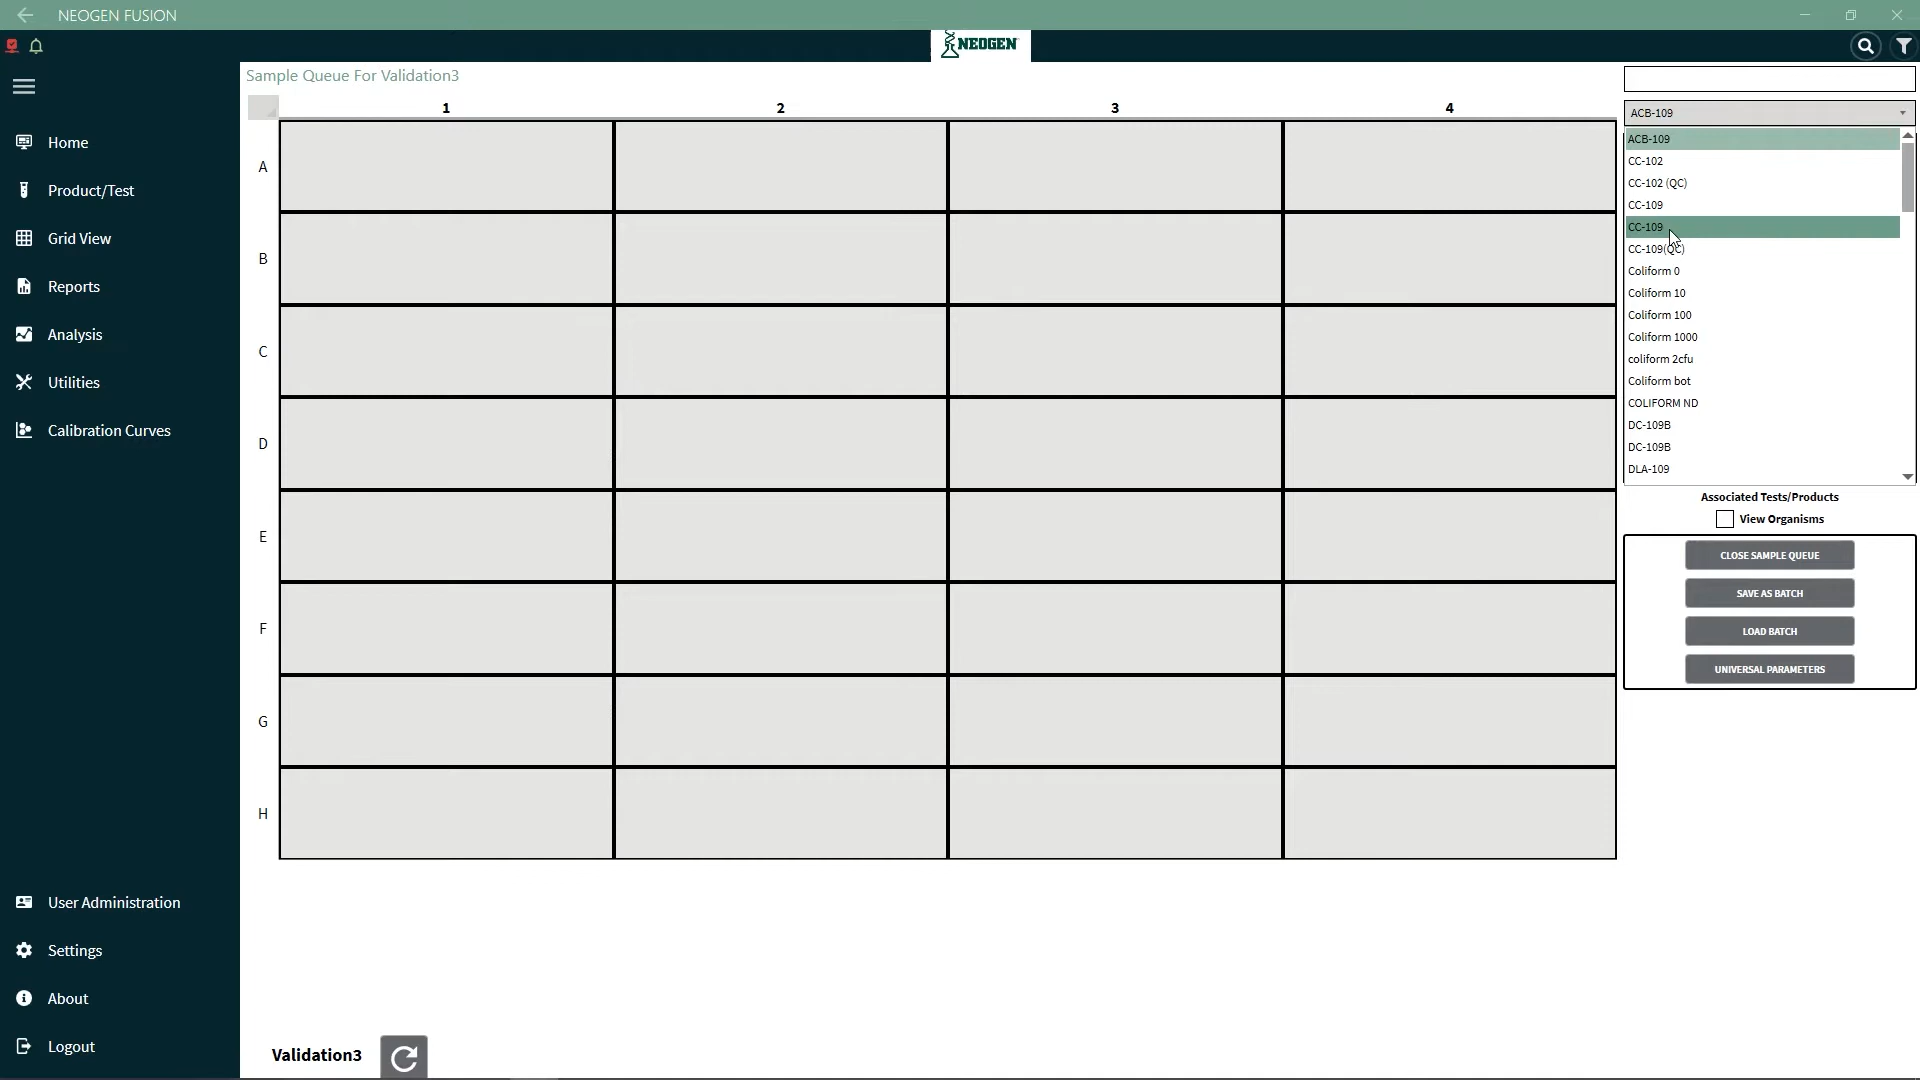 NEOGEN FUSION
NEOGEN
Sample Queue For Validation3
1 2 3 4
A
B
C
D
E
F
G
H
Home
Product/Test
Grid View
Reports
Analysis
Utilities
Calibration Curves
User Administration
Settings
About
Logout
ACB-109
ACB-109
CC-102
CC-102 (QC)
CC-109
CC-109
CC-109(QC)
Coliform 0
Coliform 10
Coliform 100
Coliform 1000
coliform 2cfu
Coliform bot
COLIFORM ND
DC-109B
DC-109B
DLA-109
Associated Tests/Products
View Organisms
CLOSE SAMPLE QUEUE
SAVE AS BATCH
LOAD BATCH
UNIVERSAL PARAMETERS
Validation3